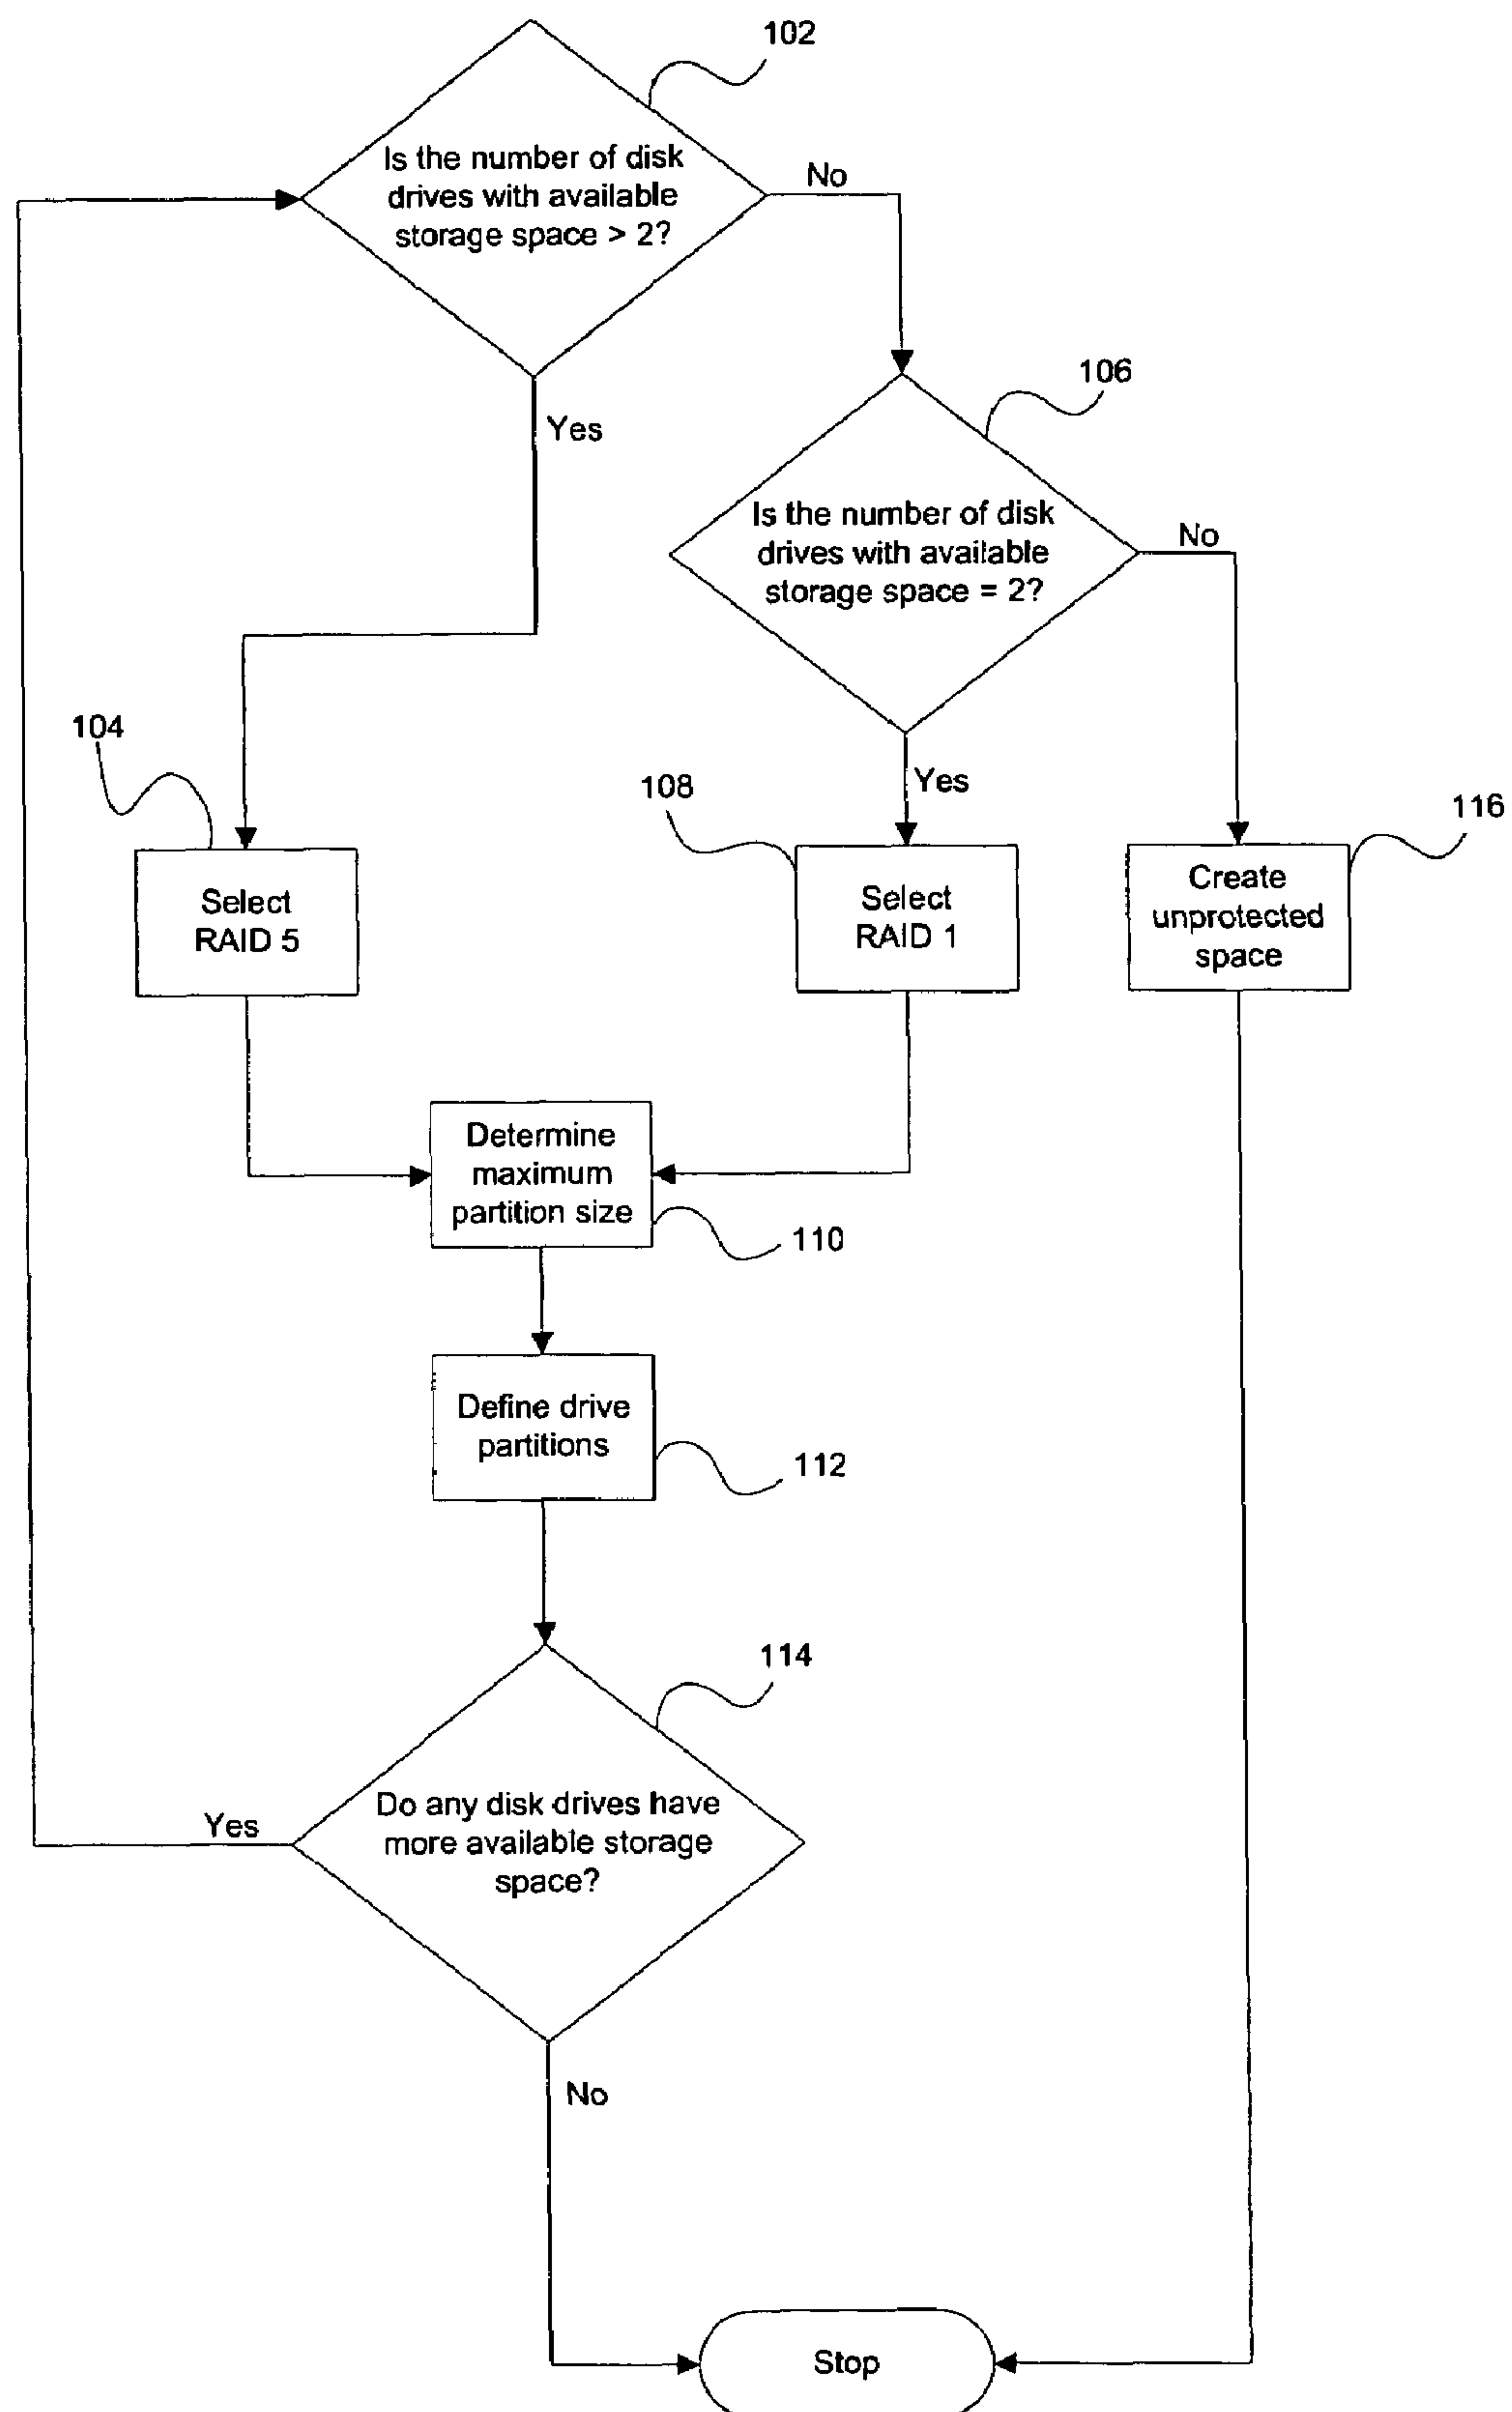 102
Is the number of disk
drives with available
storage space > 2?
No
Yes
106
Is the number of disk
drives with available
storage space = 2?
No
Yes
104
Select
RAID 5
108
Select
RAID 1
116
Create
unprotected
space
Determine
maximum
partition size
110
Define drive
partitions
112
114
Do any disk drives have
more available storage
space?
Yes
No
Stop